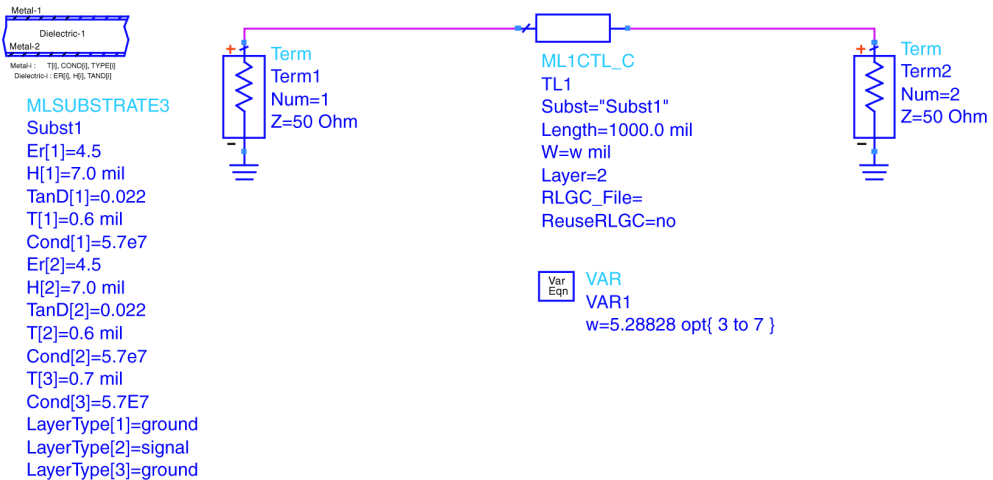 Metal-1
Dielectric-1
Metal-2
Metal-i : T[i], COND[i], TYPE[i]
Dielectric-i : ER[i], H[i], TAND[i]
MLSUBSTRATE3
Subst1
Er[1]=4.5
H[1]=7.0 mil
TanD[1]=0.022
T[1]=0.6 mil
Cond[1]=5.7e7
Er[2]=4.5
H[2]=7.0 mil
TanD[2]=0.022
T[2]=0.6 mil
Cond[2]=5.7e7
T[3]=0.7 mil
Cond[3]=5.7E7
LayerType[1]=ground
LayerType[2]=signal
LayerType[3]=ground
+
-
Term
Term1
Num=1
Z=50 Ohm
ML1CTL_C
TL1
Subst="Subst1"
Length=1000.0 mil
W=w mil
Layer=2
RLGC_File=
ReuseRLGC=no
Var
Eqn
VAR
VAR1
w=5.28828 opt{ 3 to 7 }
+
-
Term
Term2
Num=2
Z=50 Ohm